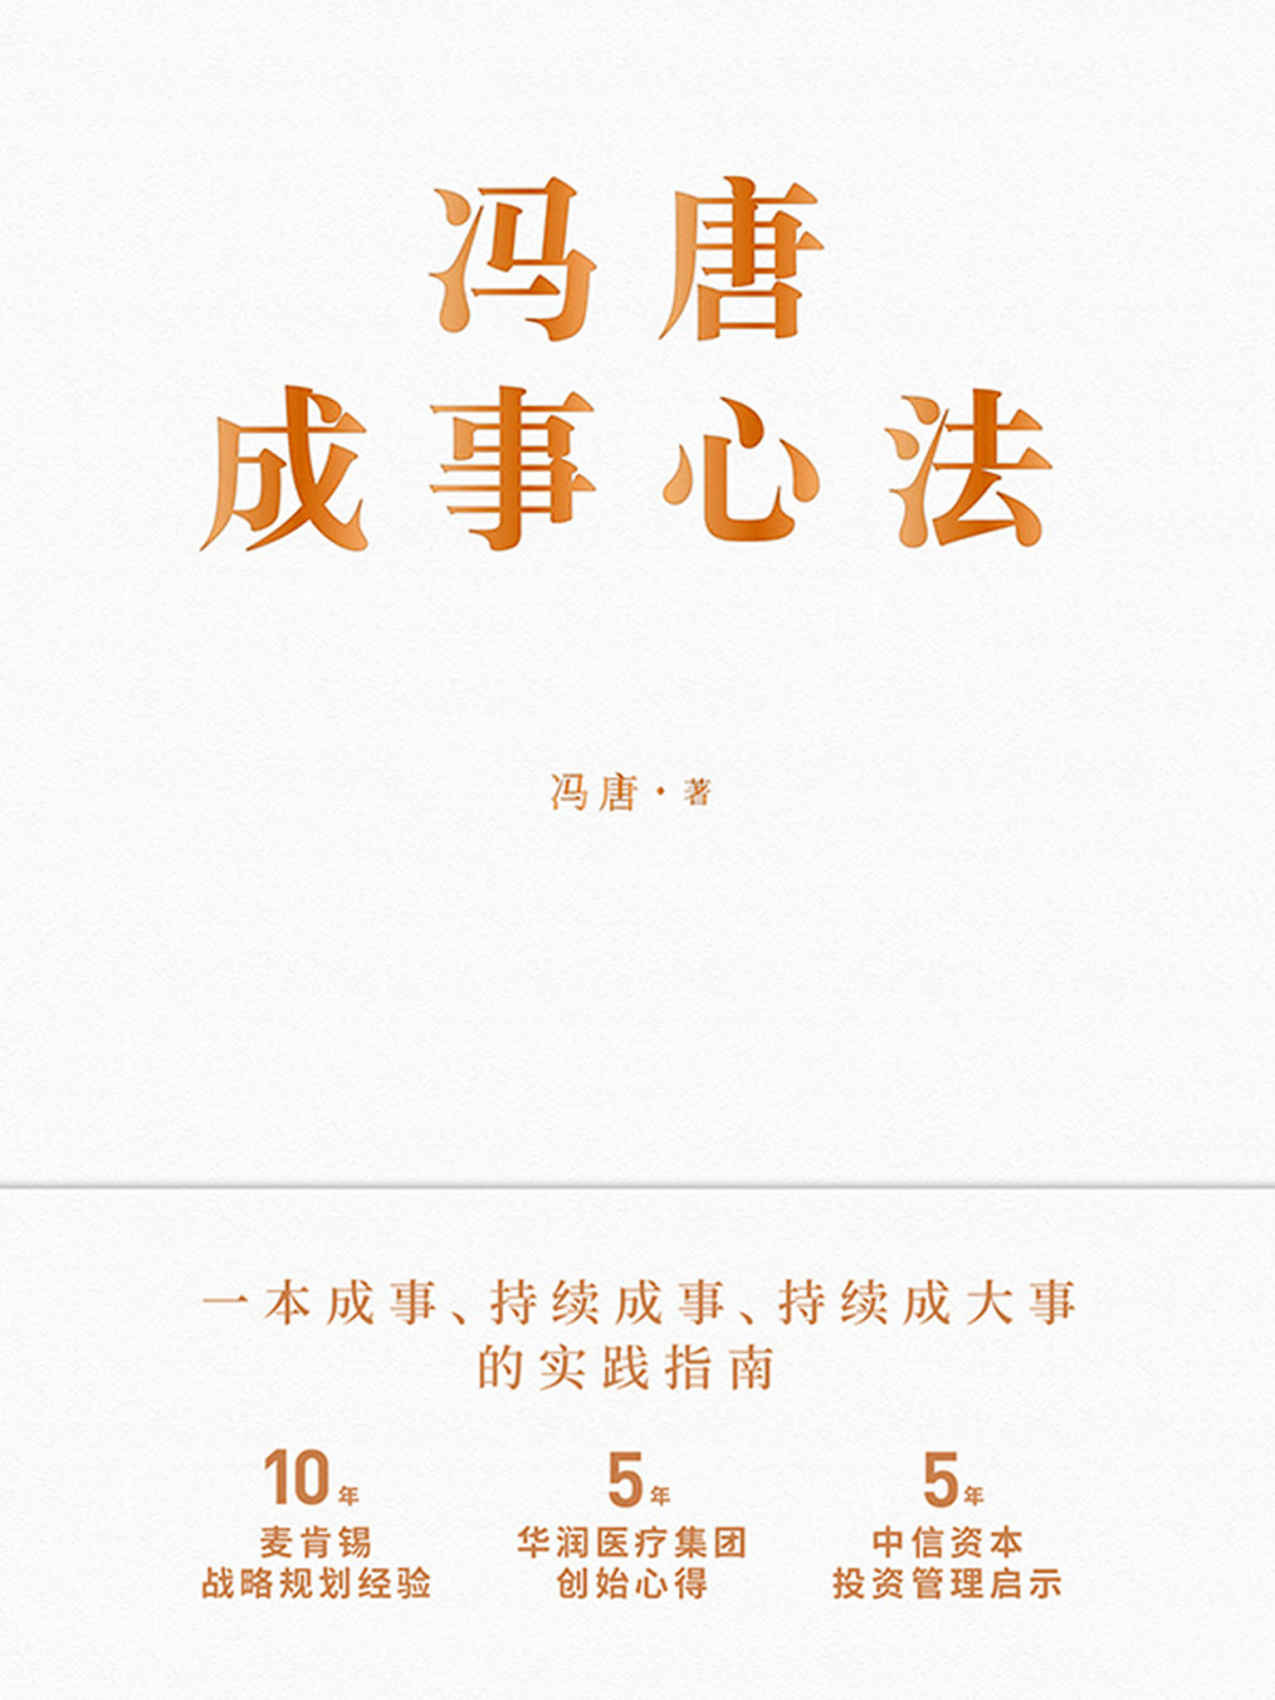 冯唐
成事心法
冯唐·著
一本成事、持续成事、持续成大事
的实践指南
10年
麦肯锡
战略规划经验
5年
华润医疗集团
创始心得
5年
中信资本
投资管理启示